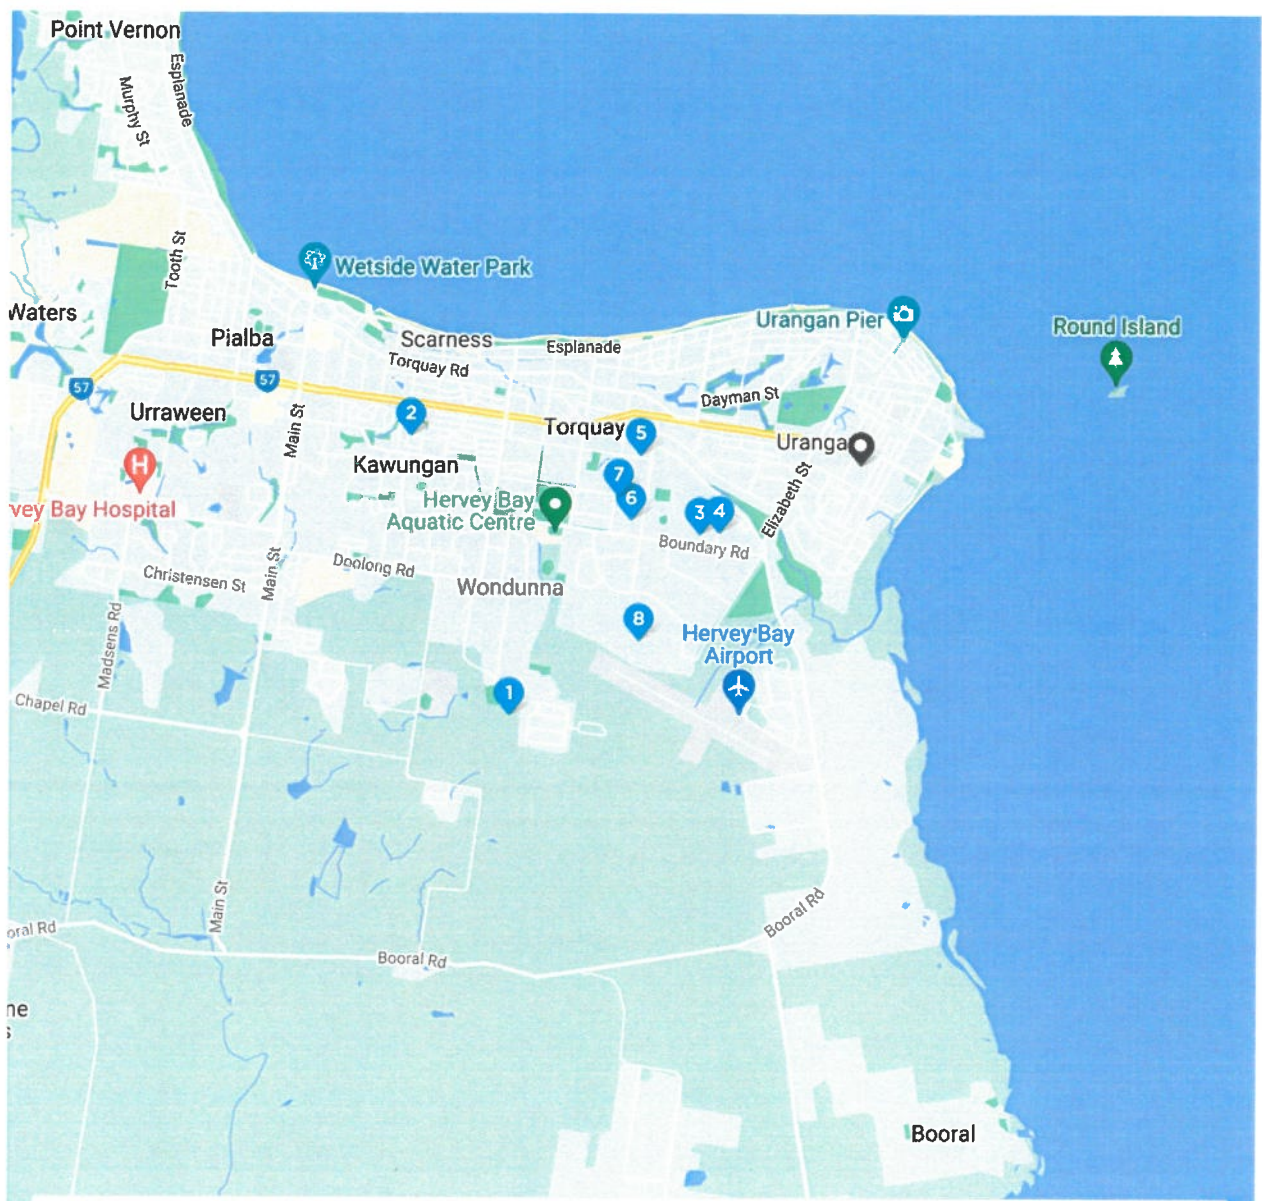 Point Vernon
Esplanade
Murphy St
Tooth St
Wetside Water Park
Waters
Pialba
Scarness
Esplanade
Urangan Pier
Round Island
Torquay Rd
57
57
Dayman St
Urraween
Main St
2
Torquay
5
Uranga
Kawungan
7
6
H
Hervey Bay
Aquatic Centre
3
4
Elizabeth St
rvey Bay Hospital
Boundary Rd
Main St
Doolong Rd
Christensen St
Wondunna
Madsens Rd
8
Hervey Bay
Airport
1
Chapel Rd
Main St
Booral Rd
oral Rd
Booral Rd
ne
s
Booral